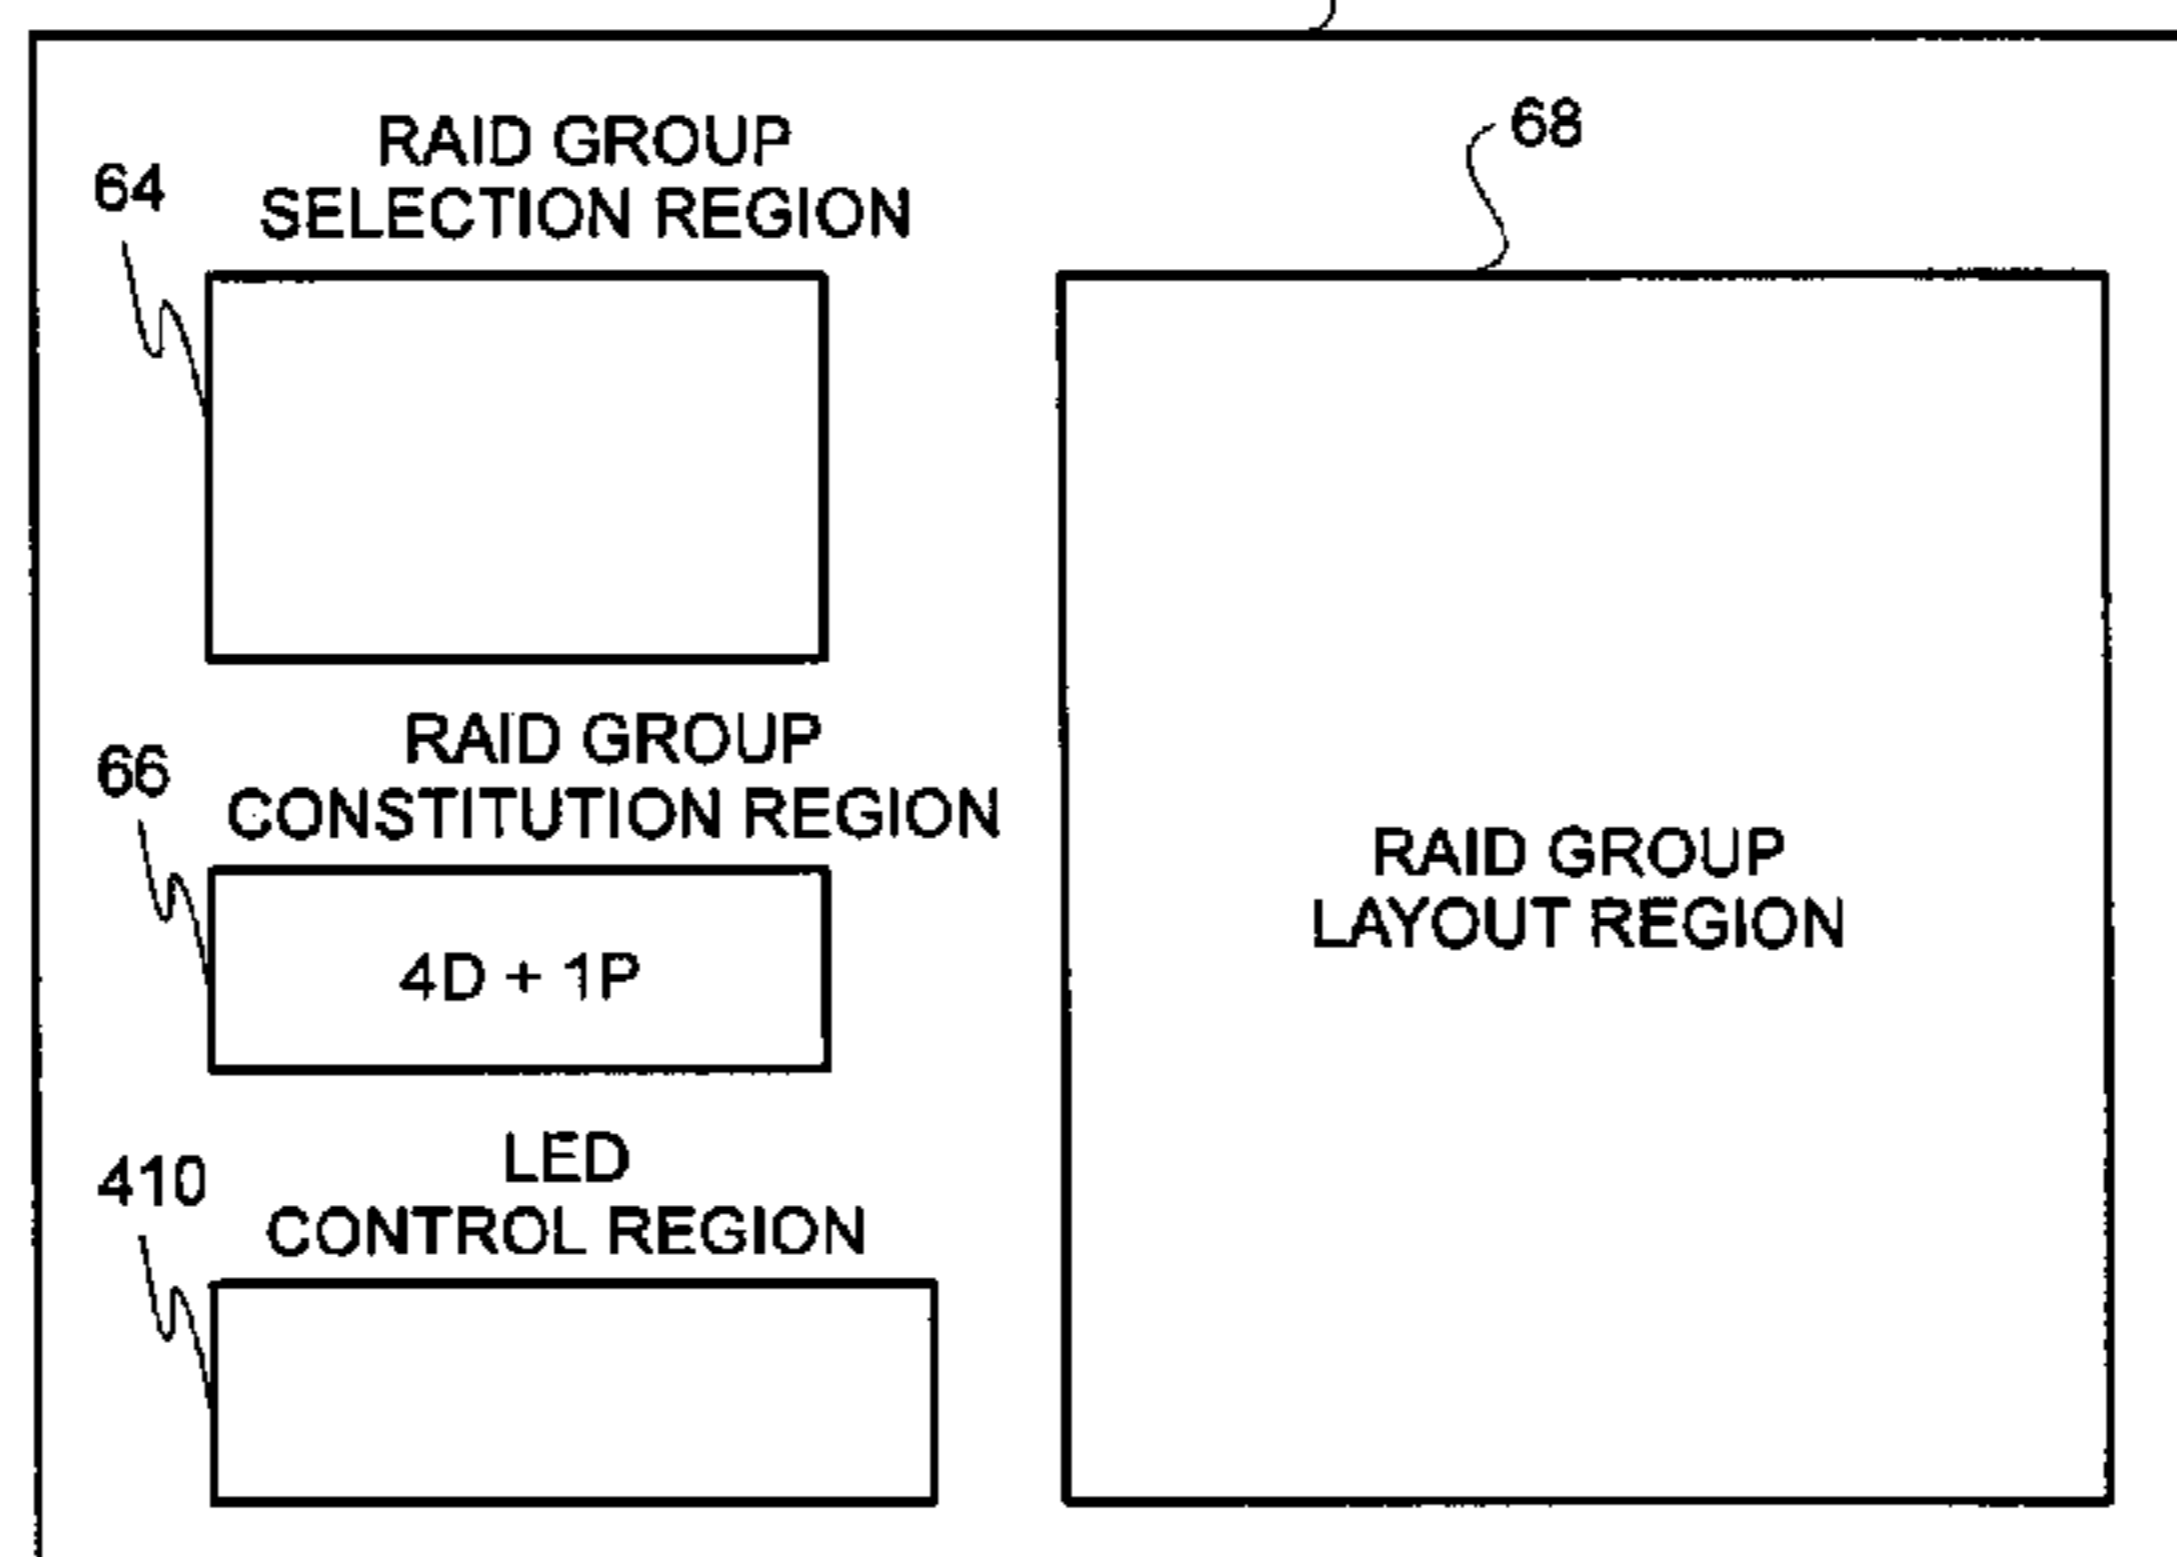 68
64
RAID GROUP
SELECTION REGION
66
RAID GROUP
CONSTITUTION REGION
4D + 1P
410
LED
CONTROL REGION
RAID GROUP
LAYOUT REGION